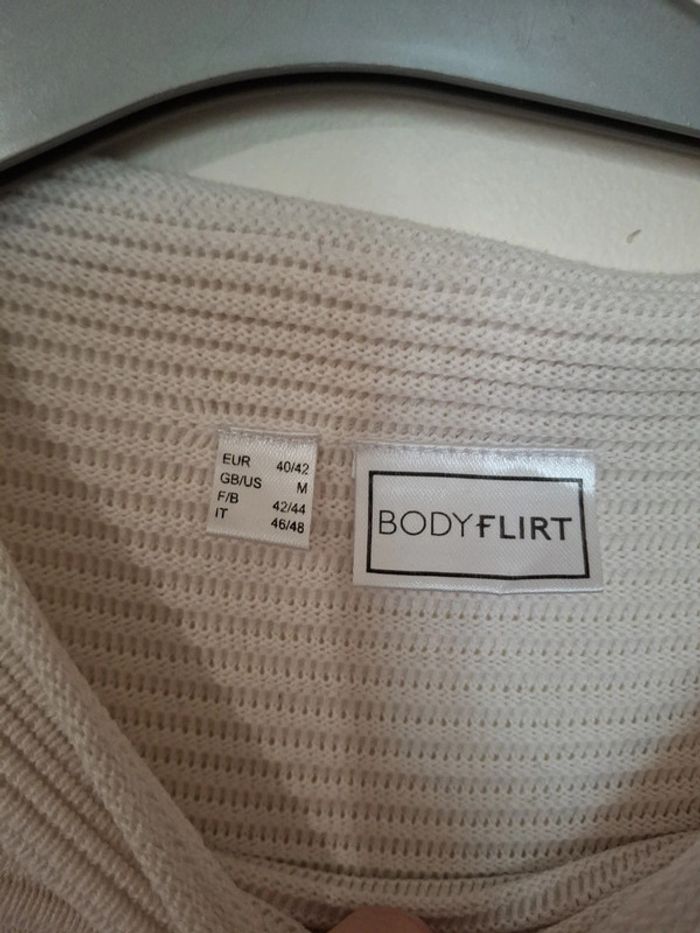 EUR 40/42
GB/US M
F/B 42/44
IT 46/48
BODYFLIRT